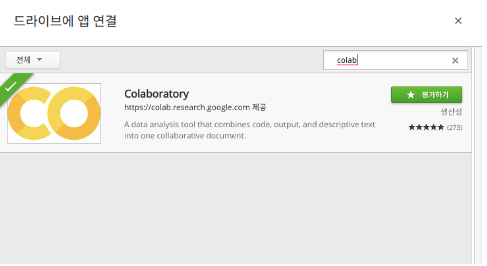 드라이브에 앱 연결
전체
colab
Colaboratory
평가하기
https://colab.research.google.com 제공
생산성
A data analysis tool that combines code, output, and descriptive text
(273)
into one collaborative document.